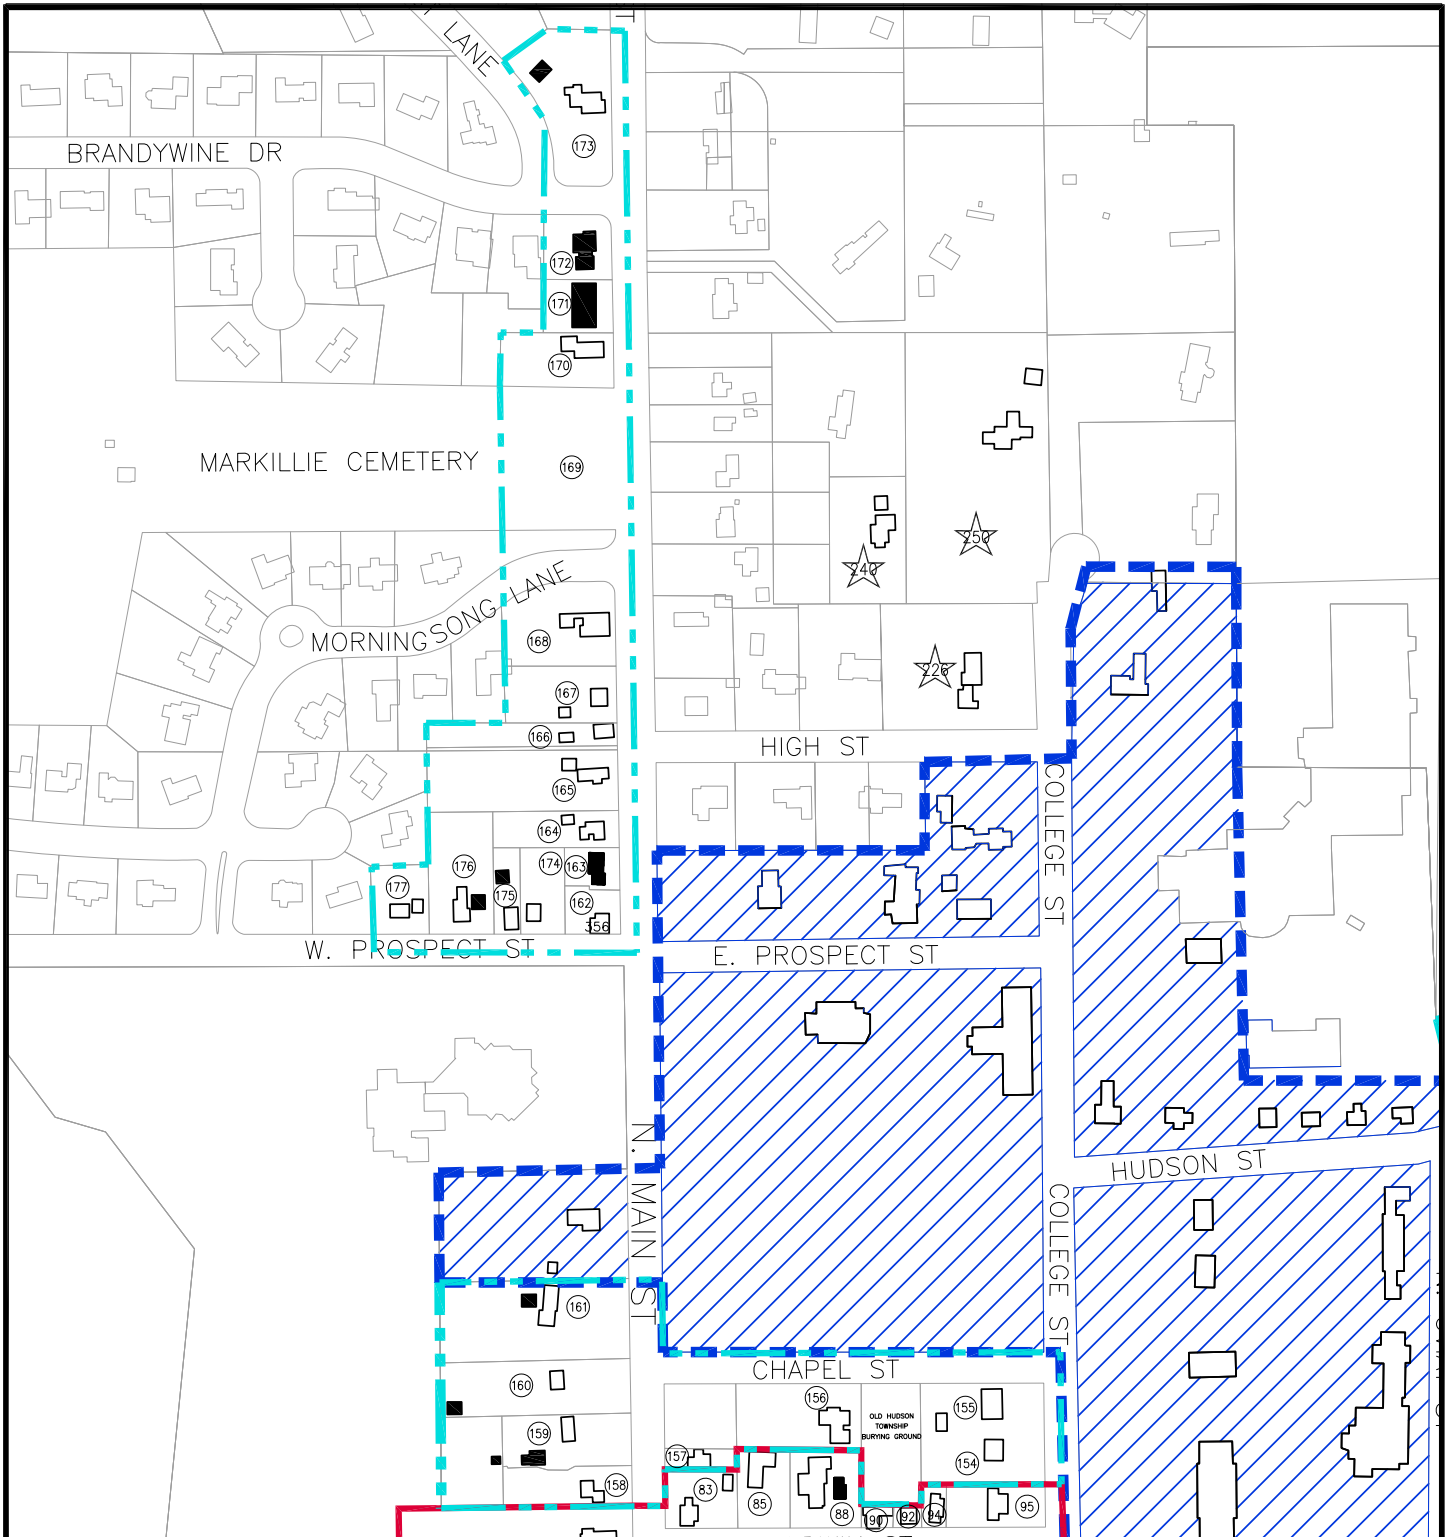 LANE
T
173
BRANDYWINE DR
172
171
170
MARKILLIE CEMETERY
169
250
240
MORNINGSONG LANE
168
226
167
166
HIGH ST
165
COLLEGE ST
164
176
174
163
177
175
162
356
W. PROSPECT ST
E. PROSPECT ST
N. MAIN ST
HUDSON ST
COLLEGE ST
161
CHAPEL ST
160
156
155
OLD HUDSON
TOWNSHIP
BURYING GROUND
159
157
154
158
83
85
88
90
92
94
95